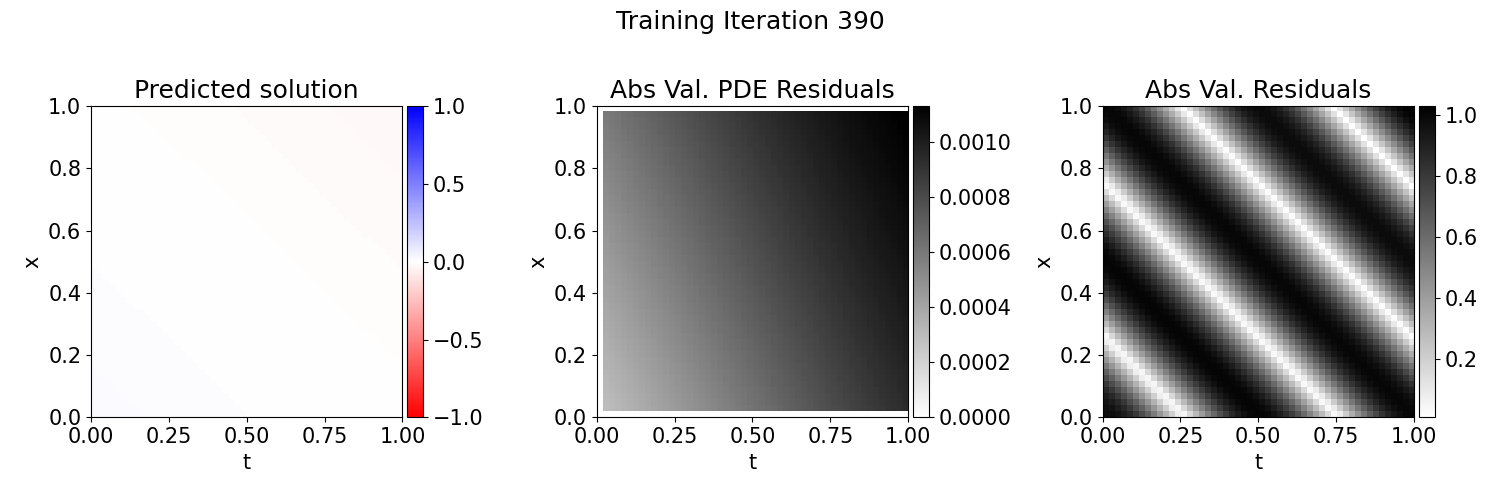 Training Iteration 390
Predicted solution
Abs Val. PDE Residuals
Abs Val. Residuals
1.0
0.8
0.6
0.4
0.2
0.0
x
0.00 0.25 0.50 0.75 1.00
t
1.0
0.5
0.0
−0.5
−1.0
1.0
0.8
0.6
0.4
0.2
0.0
x
0.00 0.25 0.50 0.75 1.00
t
0.0010
0.0008
0.0006
0.0004
0.0002
0.0000
1.0
0.8
0.6
0.4
0.2
0.0
x
0.00 0.25 0.50 0.75 1.00
t
1.0
0.8
0.6
0.4
0.2